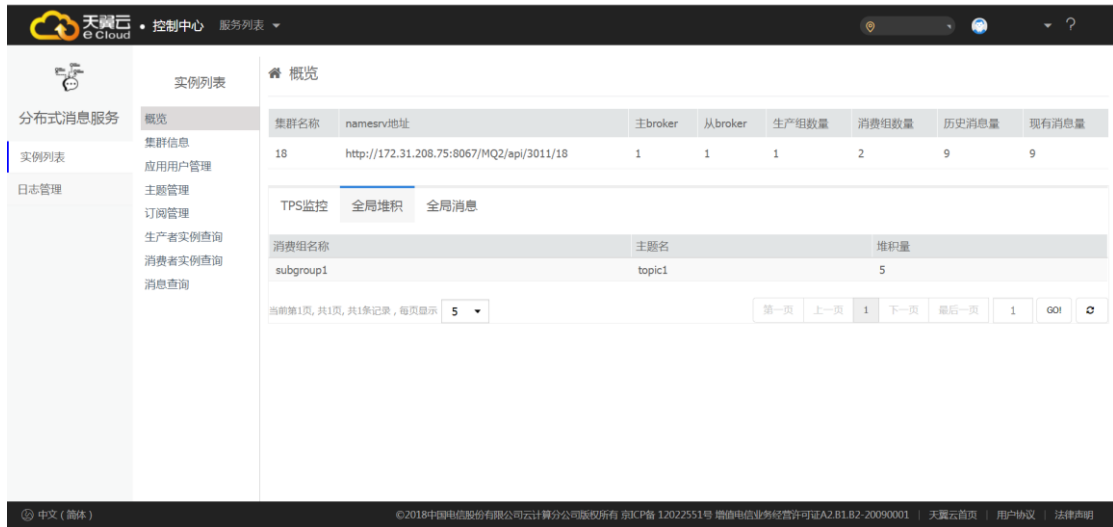 天翼云 e Cloud • 控制中心 服务列表 ?
分布式消息服务
实例列表
日志管理
实例列表
概览
集群信息
应用用户管理
主题管理
订阅管理
生产者实例查询
消费者实例查询
消息查询
概览
集群名称 namesrv地址 主broker 从broker 生产组数量 消费组数量 历史消息量 现有消息量
18 http://172.31.208.75:8067/MQ2/api/3011/18 1 1 1 2 9 9
TPS监控 全局堆积 全局消息
消费组名称 主题名 堆积量
subgroup1 topic1 5
当前第1页, 共1页, 共1条记录 , 每页显示 5 第一页 上一页 1 下一页 最后一页 1 GO!
中文 ( 简体 ) ©2018中国电信股份有限公司云计算分公司版权所有 京ICP备 12022551号 增值电信业务经营许可证A2.B1.B2-20090001 | 天翼云首页 | 用户协议 | 法律声明